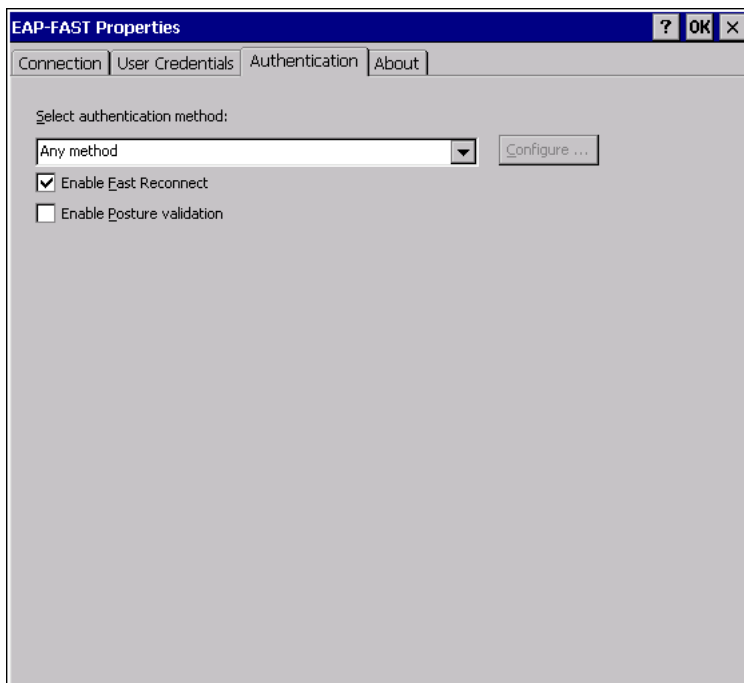 EAP-FAST Properties ? OK ×
Connection User Credentials Authentication About
Select authentication method:
Any method Configure ...
Enable Fast Reconnect
Enable Posture validation